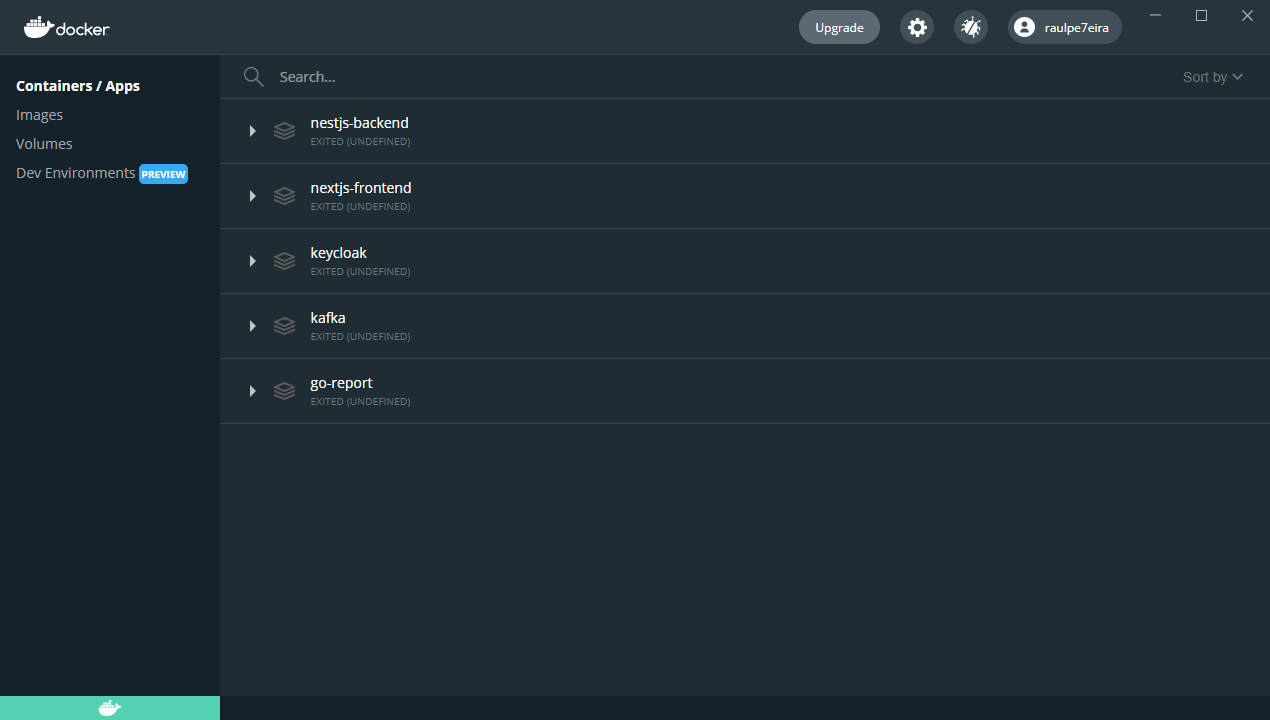 docker
Upgrade
raulpe7eira
Containers / Apps
Images
Volumes
Dev Environments PREVIEW
Search...
Sort by
nestjs-backend
EXITED (UNDEFINED)
nextjs-frontend
EXITED (UNDEFINED)
keycloak
EXITED (UNDEFINED)
kafka
EXITED (UNDEFINED)
go-report
EXITED (UNDEFINED)